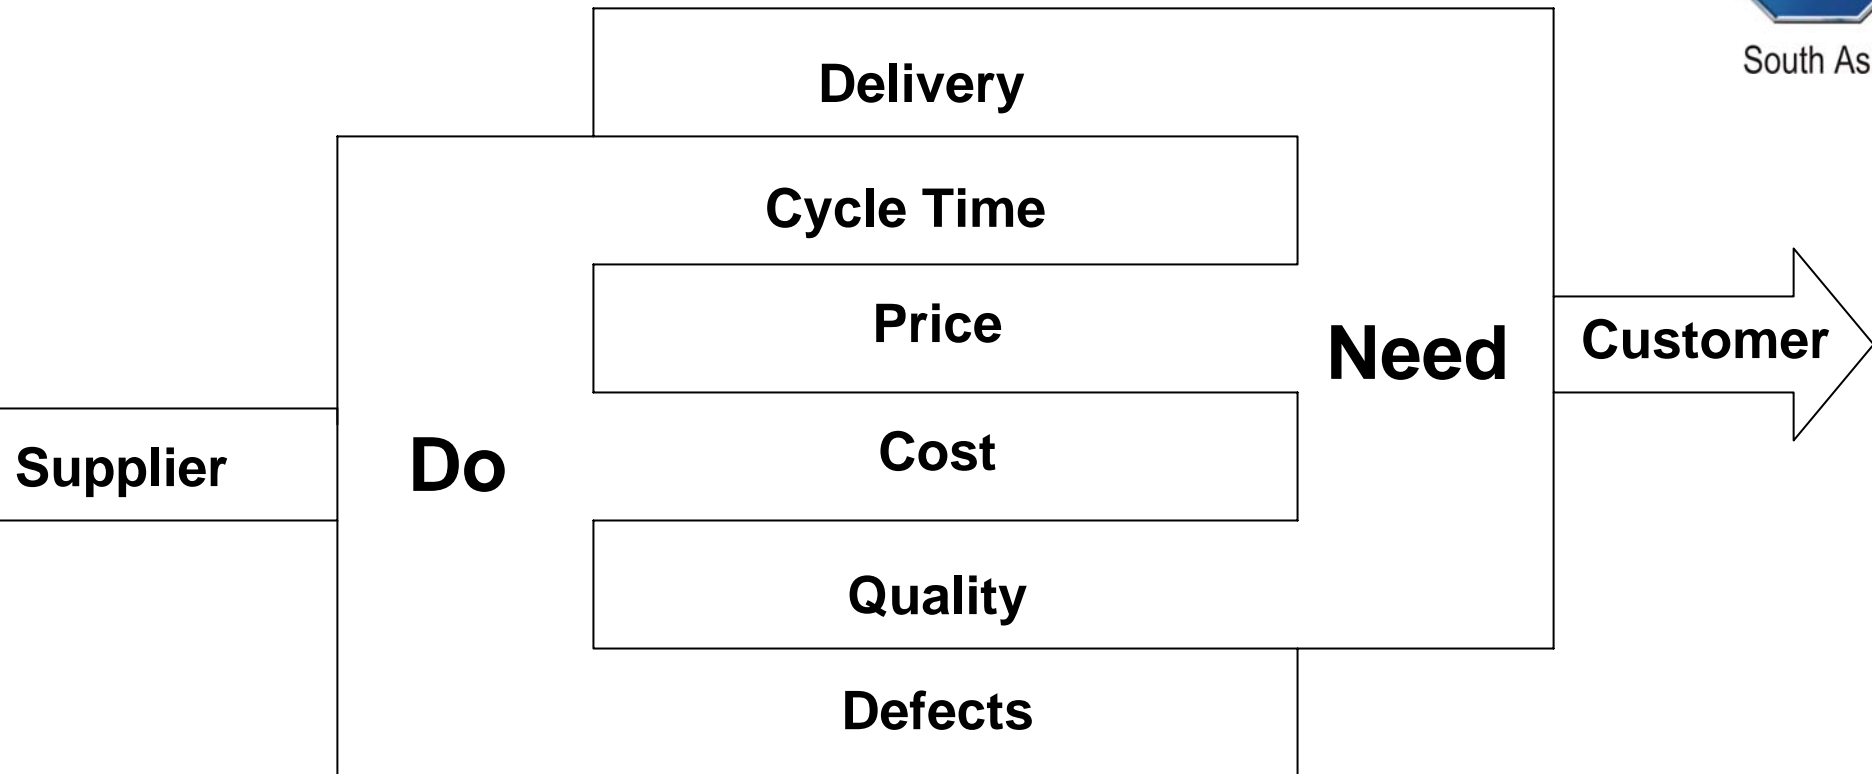 South As
Delivery
Cycle Time
Price
Need
Customer
Cost
Supplier
Do
Quality
Defects